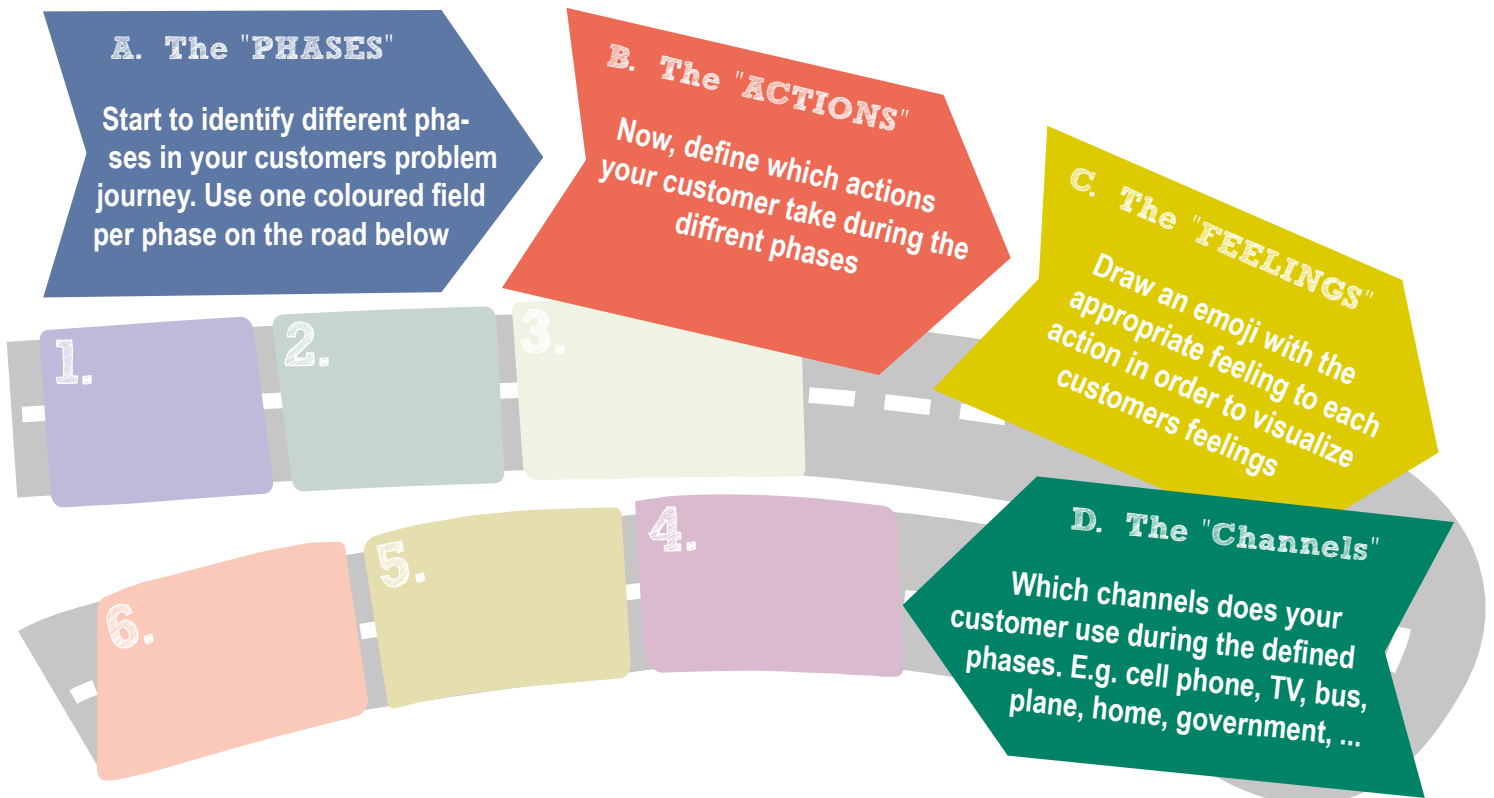 A. The "PHASES"
Start to identify different pha-
ses in your customers problem
journey. Use one coloured field
per phase on the road below
B. The "ACTIONS"
Now, define which actions
your customer take during the
diffrent phases
C. The "FEELINGS"
Draw an emoji with the
appropriate feeling to each
action in order to visualize
customers feelings
D. The "Channels"
Which channels does your
customer use during the defined
phases. E.g. cell phone, TV, bus,
plane, home, government, ...
1.
2.
3.
4.
5.
6.